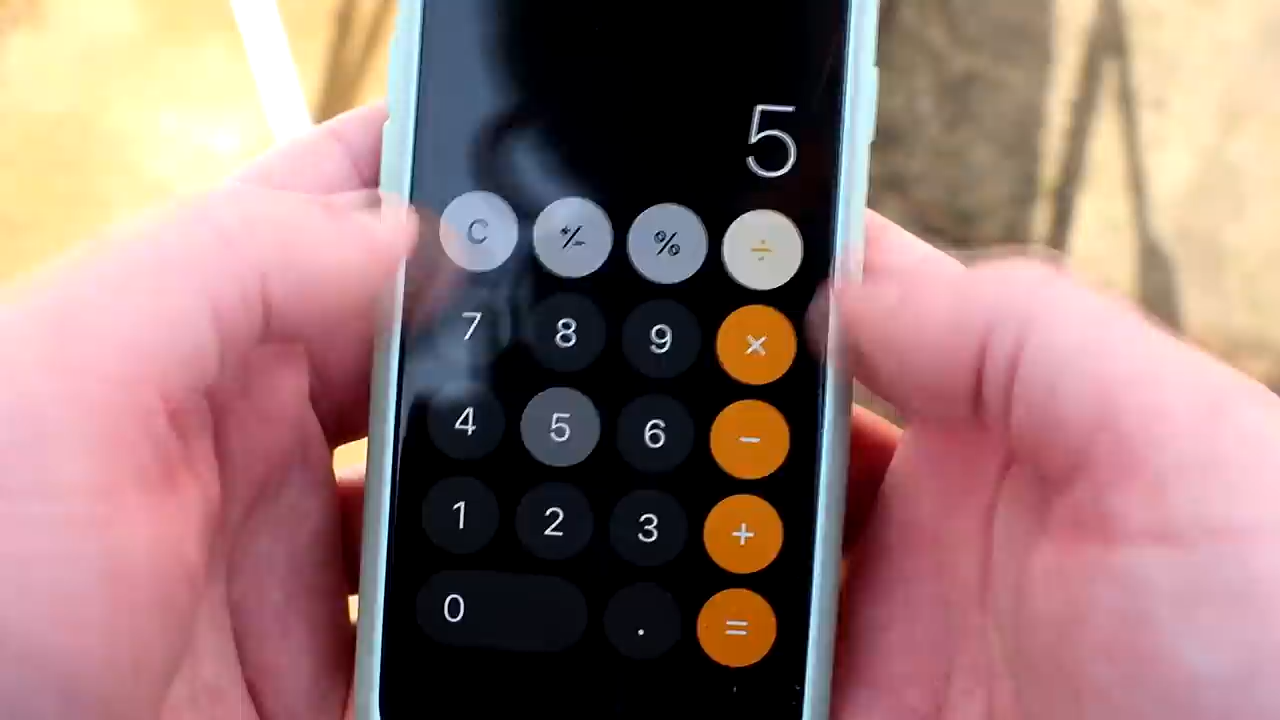 5
C +/- % ÷
7 8 9 ×
4 5 6 −
1 2 3 +
0 . =